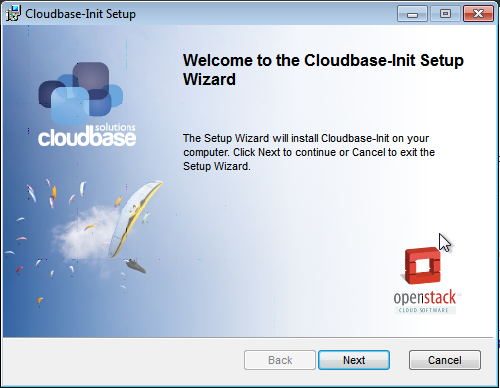 Cloudbase-Init Setup
Welcome to the Cloudbase-Init Setup
Wizard
solutions
cloudbase
The Setup Wizard will install Cloudbase-Init on your
computer. Click Next to continue or Cancel to exit the
Setup Wizard.
openstack
CLOUD SOFTWARE
Back
Next
Cancel